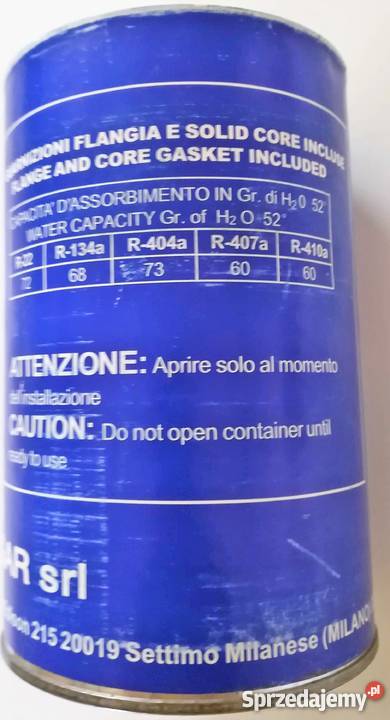 GUARNIZIONI FLANGIA E SOLID CORE INCLUSE
FLANGE AND CORE GASKET INCLUDED
CAPACITA' D'ASSORBIMENTO IN Gr. di H2O 52°
WATER CAPACITY Gr. of H2O 52°
R-22 R-134a R-404a R-407a R-410a
72 68 73 60 60
ATTENZIONE: Aprire solo al momento
dell'installazione
CAUTION: Do not open container until
ready to use
AR srl
215 20019 Settimo Milanese (MILANO
Sprzedajemy.pl